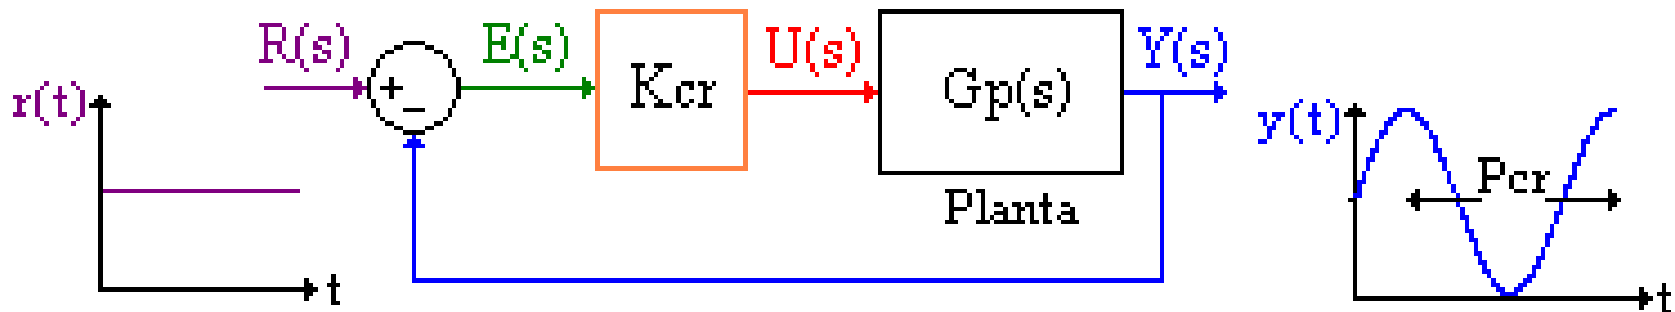 r(t)
t
R(s)
+
−
E(s)
Kcr
U(s)
Gp(s)
Planta
Y(s)
y(t)
Pcr
t